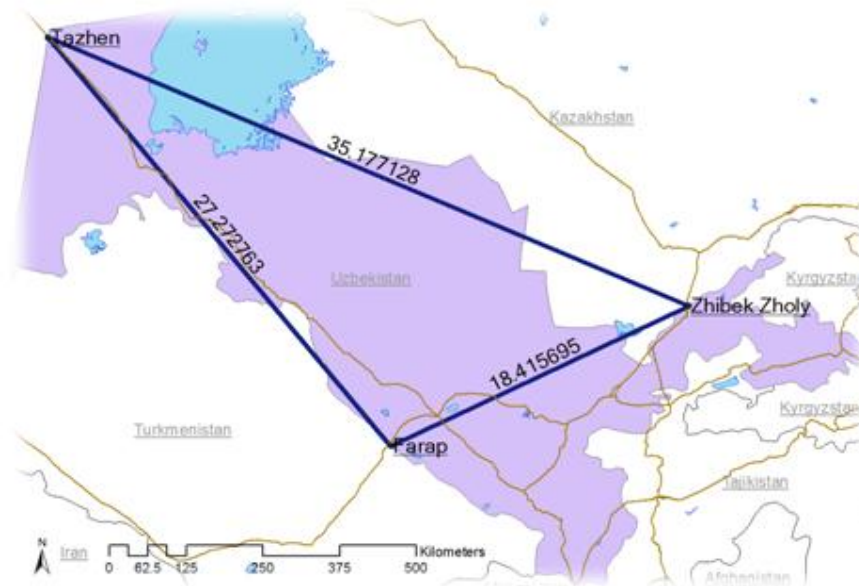 Tazhen
Kazakhstan
35.177128
27.272763
Uzbekistan
Kyrgyzsta
Zhibek Zholy
18.415695
Kyrgyzsta
Turkmenistan
Farap
Tajikistan
N
Iran
Kilometers
0 62.5 125 250 375 500
Afghanistan